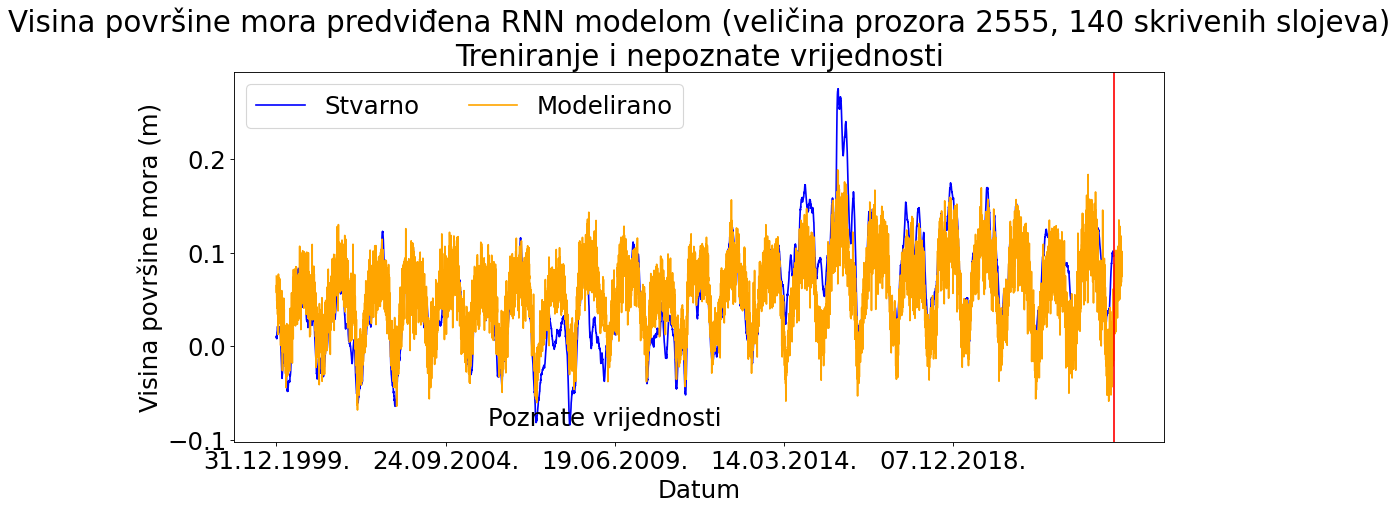 Visina površine mora predviđena RNN modelom (veličina prozora 2555, 140 skrivenih slojeva)
Treniranje i nepoznate vrijednosti
Stvarno Modelirano
Visina površine mora (m)
0.2
0.1
0.0
−0.1
Poznate vrijednosti
31.12.1999. 24.09.2004. 19.06.2009. 14.03.2014. 07.12.2018.
Datum